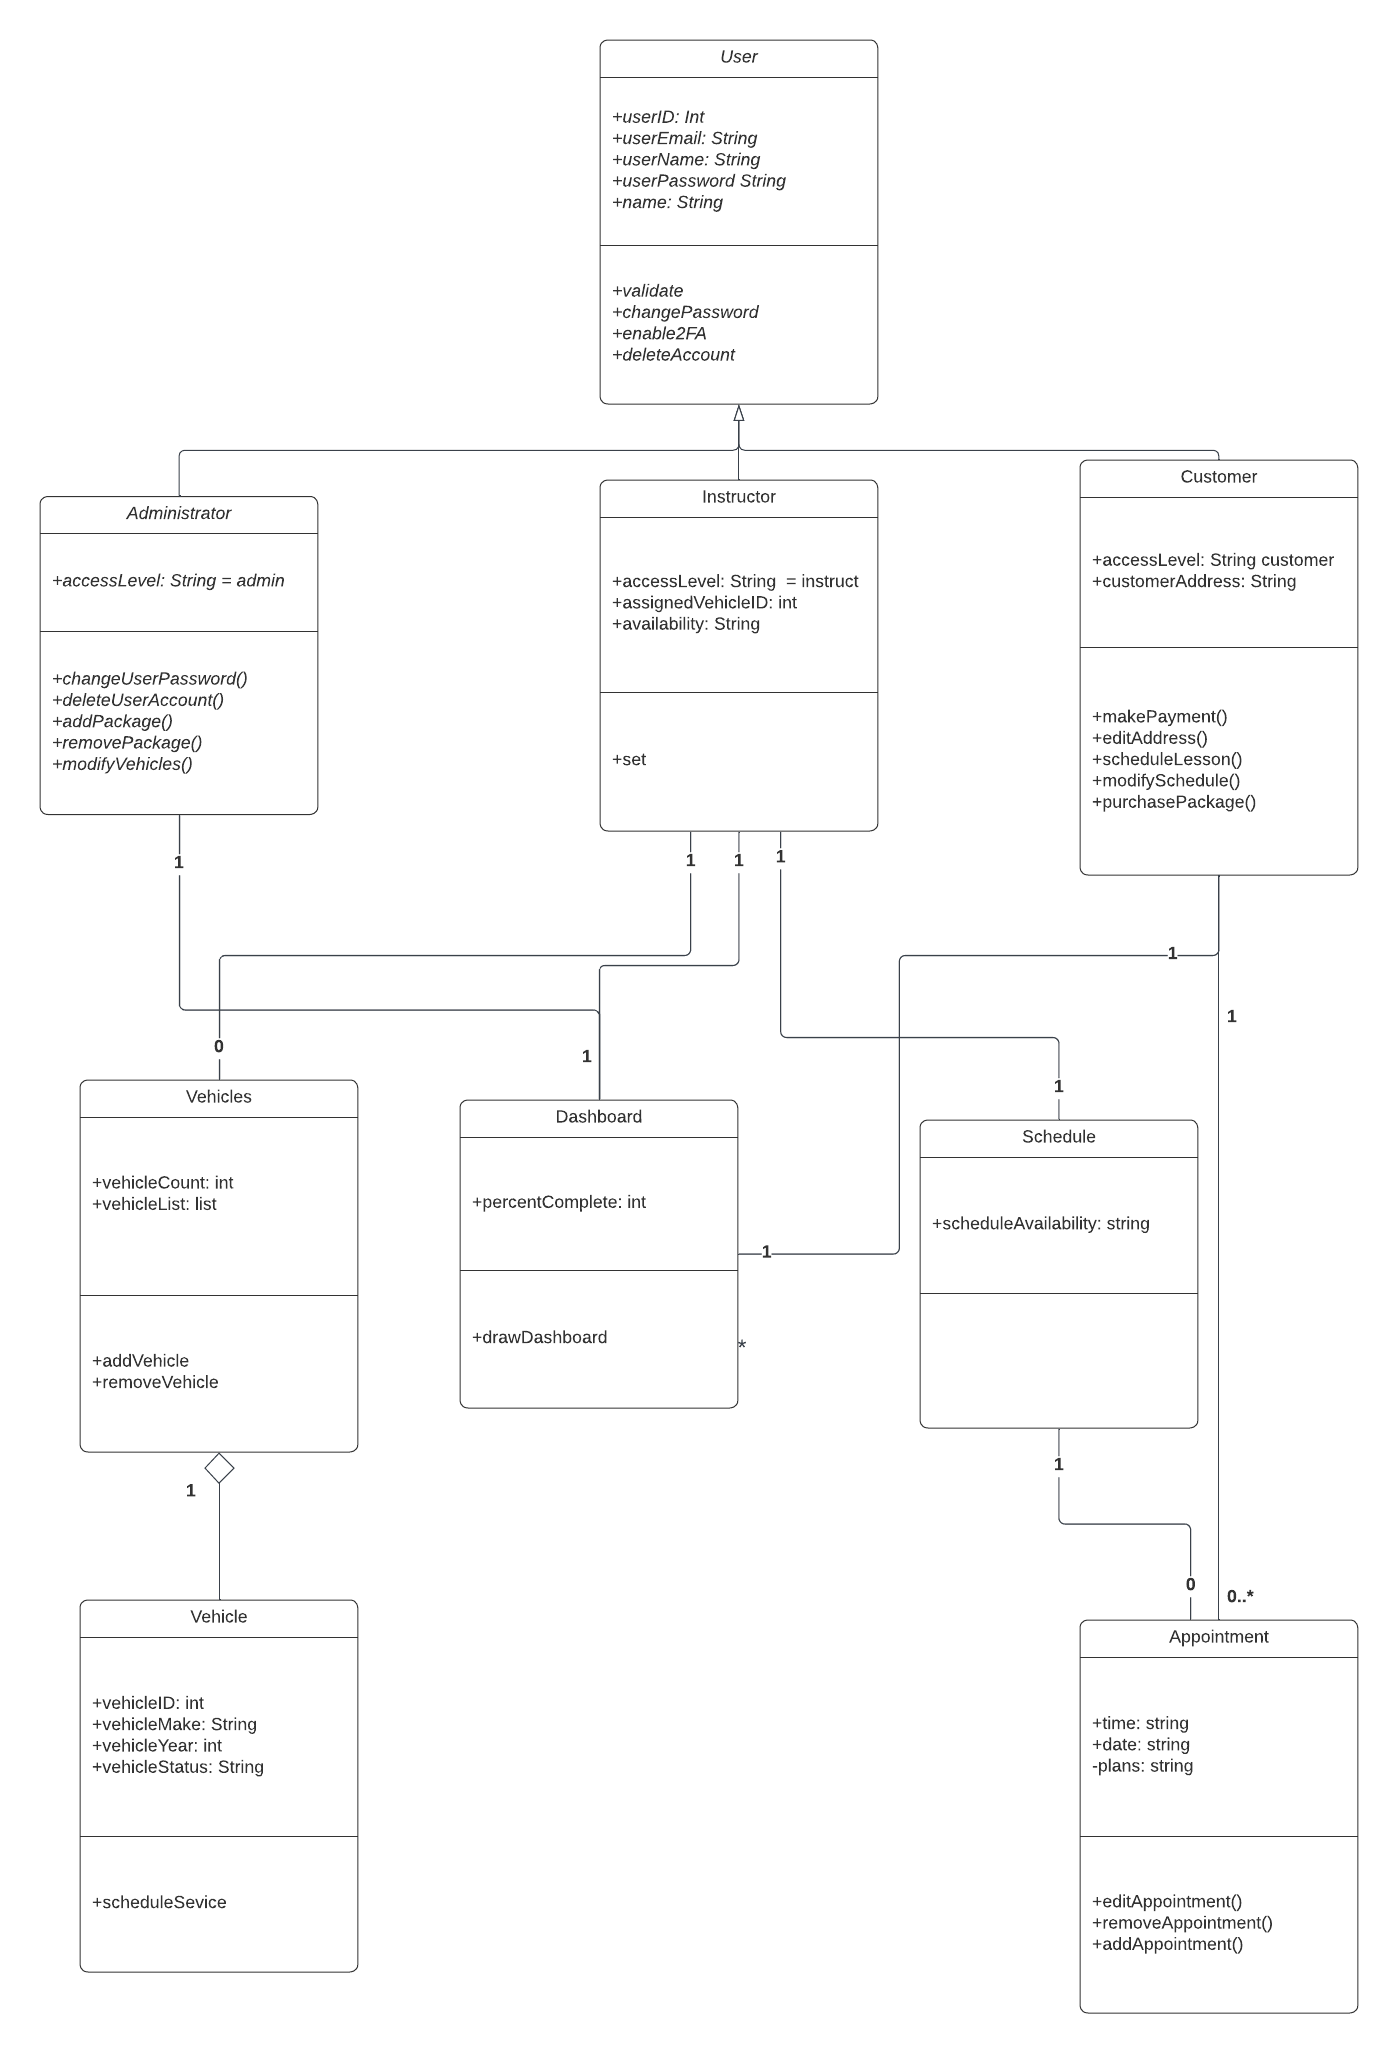 User
+userID: Int
+userEmail: String
+userName: String
+userPassword String
+name: String
+validate
+changePassword
+enable2FA
+deleteAccount
Administrator
+accessLevel: String = admin
+changeUserPassword()
+deleteUserAccount()
+addPackage()
+removePackage()
+modifyVehicles()
1
Instructor
+accessLevel: String  = instruct
+assignedVehicleID: int
+availability: String
+set
1
1
1
Customer
+accessLevel: String customer
+customerAddress: String
+makePayment()
+editAddress()
+scheduleLesson()
+modifySchedule()
+purchasePackage()
1
1
0
Vehicles
+vehicleCount: int
+vehicleList: list
+addVehicle
+removeVehicle
1
1
Dashboard
+percentComplete: int
+drawDashboard
1
*
1
Schedule
+scheduleAvailability: string
1
Vehicle
+vehicleID: int
+vehicleMake: String
+vehicleYear: int
+vehicleStatus: String
+scheduleSevice
0
0..*
Appointment
+time: string
+date: string
-plans: string
+editAppointment()
+removeAppointment()
+addAppointment()